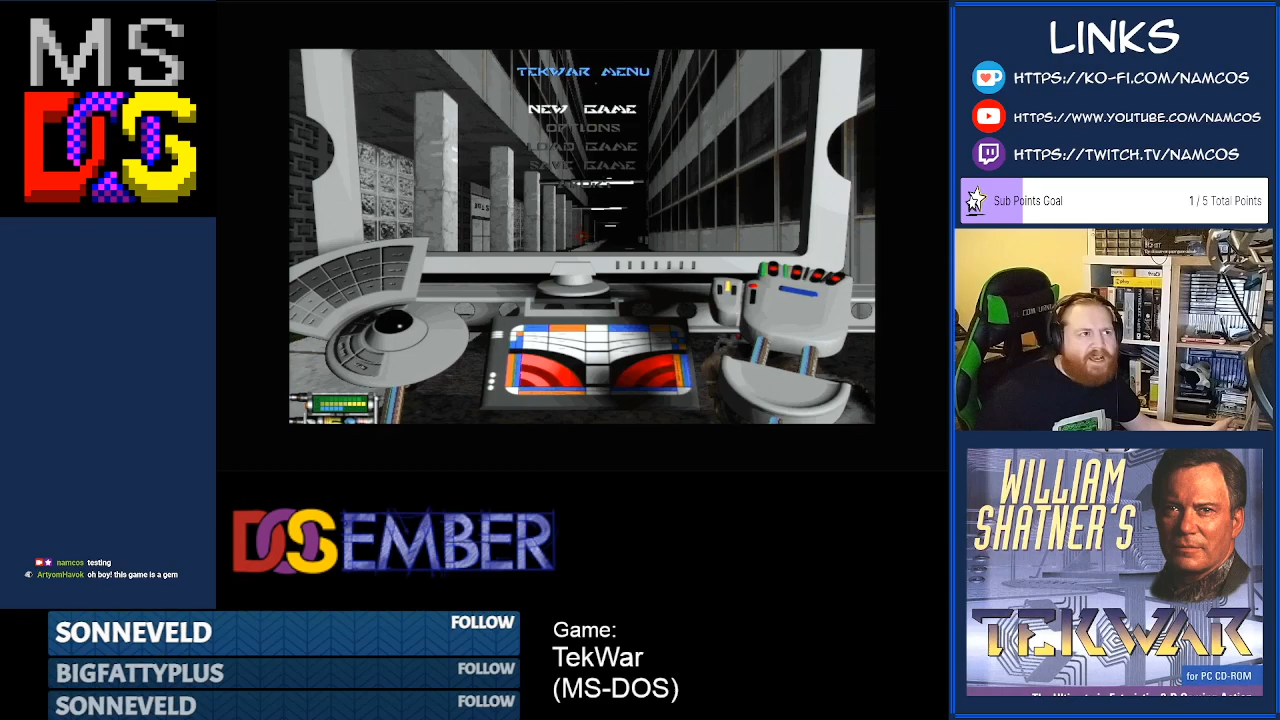 MS
DOS
TEKWAR MENU
NEW GAME
OPTIONS
LOAD GAME
SAVE GAME
LINKS
HTTPS://KO-FI.COM/NAMCOS
HTTPS://WWW.YOUTUBE.COM/NAMCOS
HTTPS://TWITCH.TV/NAMCOS
Sub Points Goal 1 / 5 Total Points
namcos testing
ArtyomHavok oh boy! this game is a gem
DOSEMBER
SONNEVELD FOLLOW
BIGFATTYPLUS FOLLOW
SONNEVELD FOLLOW
Game:
TekWar
(MS-DOS)
WILLIAM
SHATNER'S
TEKWAR
for PC CD-ROM